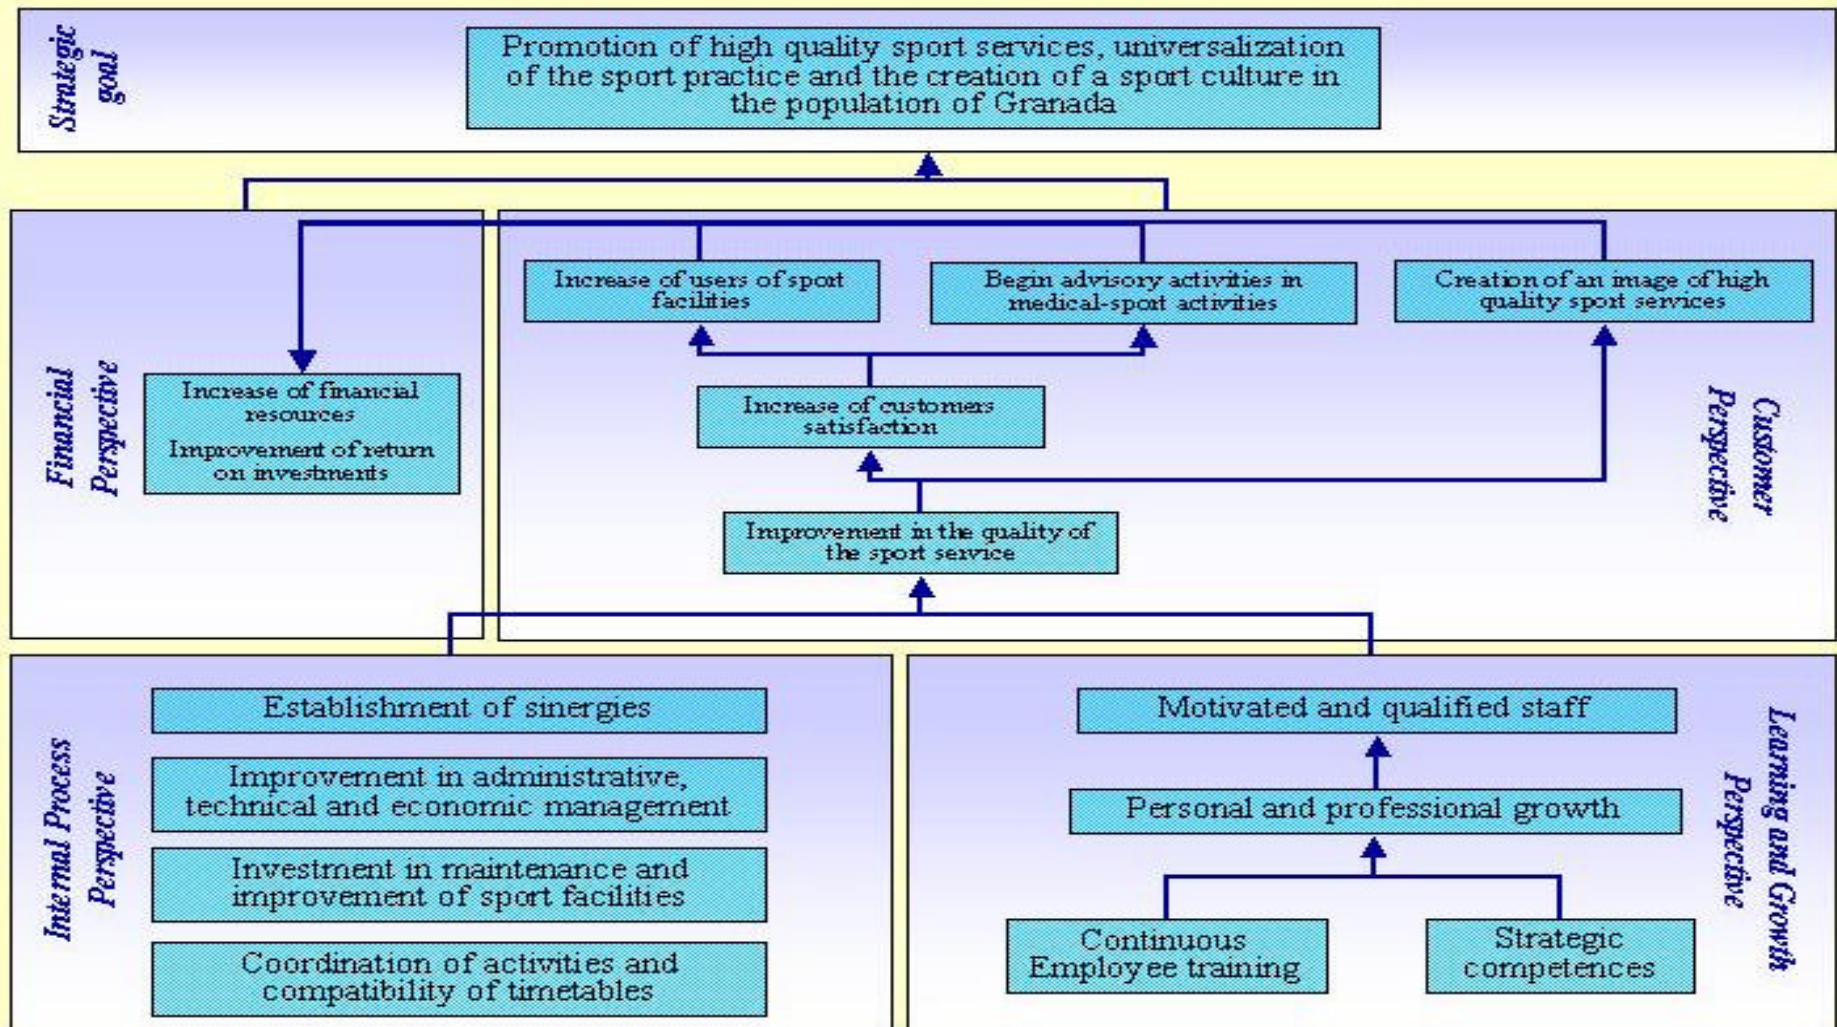 Strategic
goal
Promotion of high quality sport services, universalization
of the sport practice and the creation of a sport culture in
the population of Granada
Financial
Perspective
Increase of financial
resources
Improvement of return
on investments
Increase of users of sport
facilities
Begin advisory activities in
medical-sport activities
Creation of an image of high
quality sport services
Increase of customers
satisfaction
Improvement in the quality of
the sport service
Customer
Perspective
Internal Process
Perspective
Establishment of sinergies
Improvement in administrative,
technical and economic management
Investment in maintenance and
improvement of sport facilities
Coordination of activities and
compatibility of timetables
Motivated and qualified staff
Personal and professional growth
Continuous
Employee training
Strategic
competences
Learning and Growth
Perspective